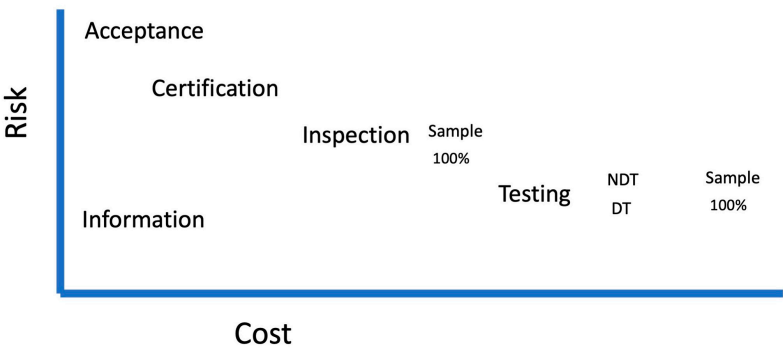 Acceptance
Certification
Risk
Inspection
Sample
100%
Testing
NDT
DT
Sample
100%
Information
Cost